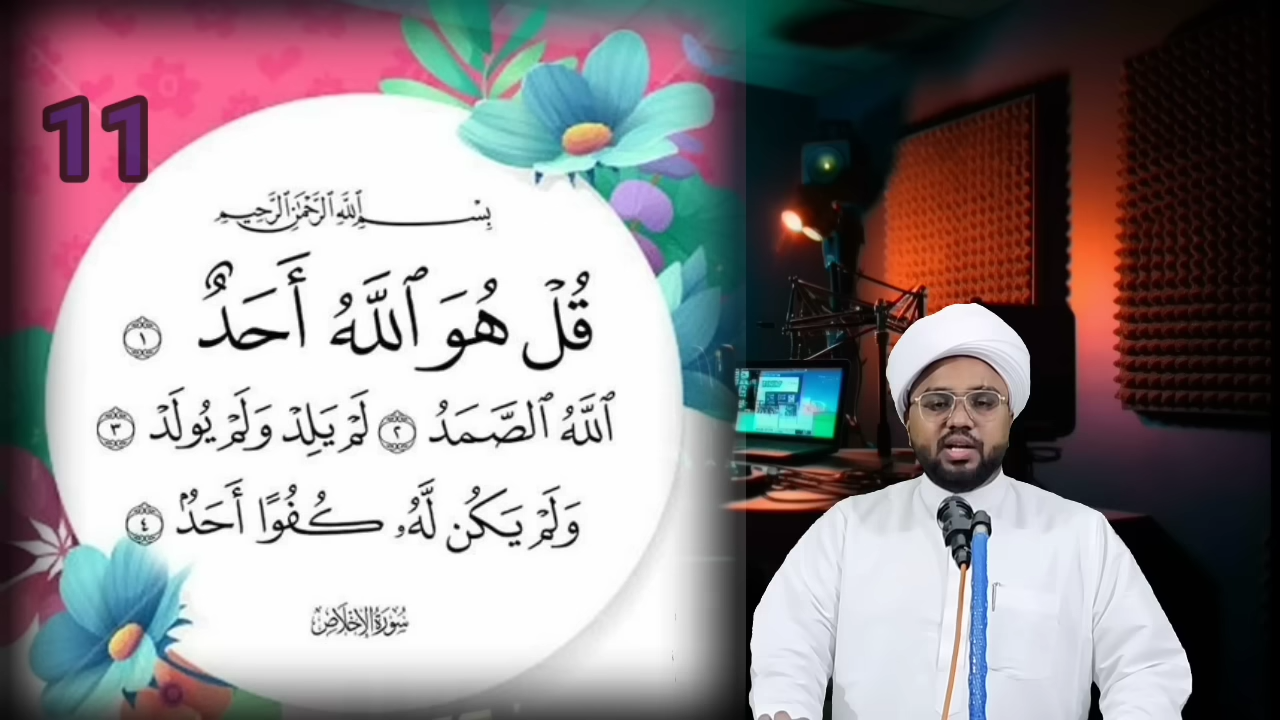 11
بِسْمِ ٱللَّهِ ٱلرَّحْمَٰنِ ٱلرَّحِيمِ
قُلْ هُوَ ٱللَّهُ أَحَدٌ ١
ٱللَّهُ ٱلصَّمَدُ ٢ لَمْ يَلِدْ وَلَمْ يُولَدْ ٣
وَلَمْ يَكُن لَّهُۥ كُفُوًا أَحَدٌۢ ٤
سُورَةُ الإِخْلَاصِ